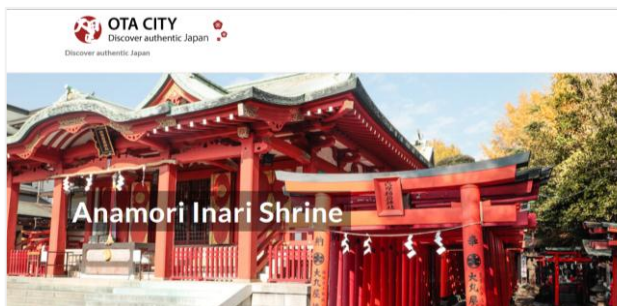 OTA CITY
Discover authentic Japan
Discover authentic Japan
Anamori Inari Shrine